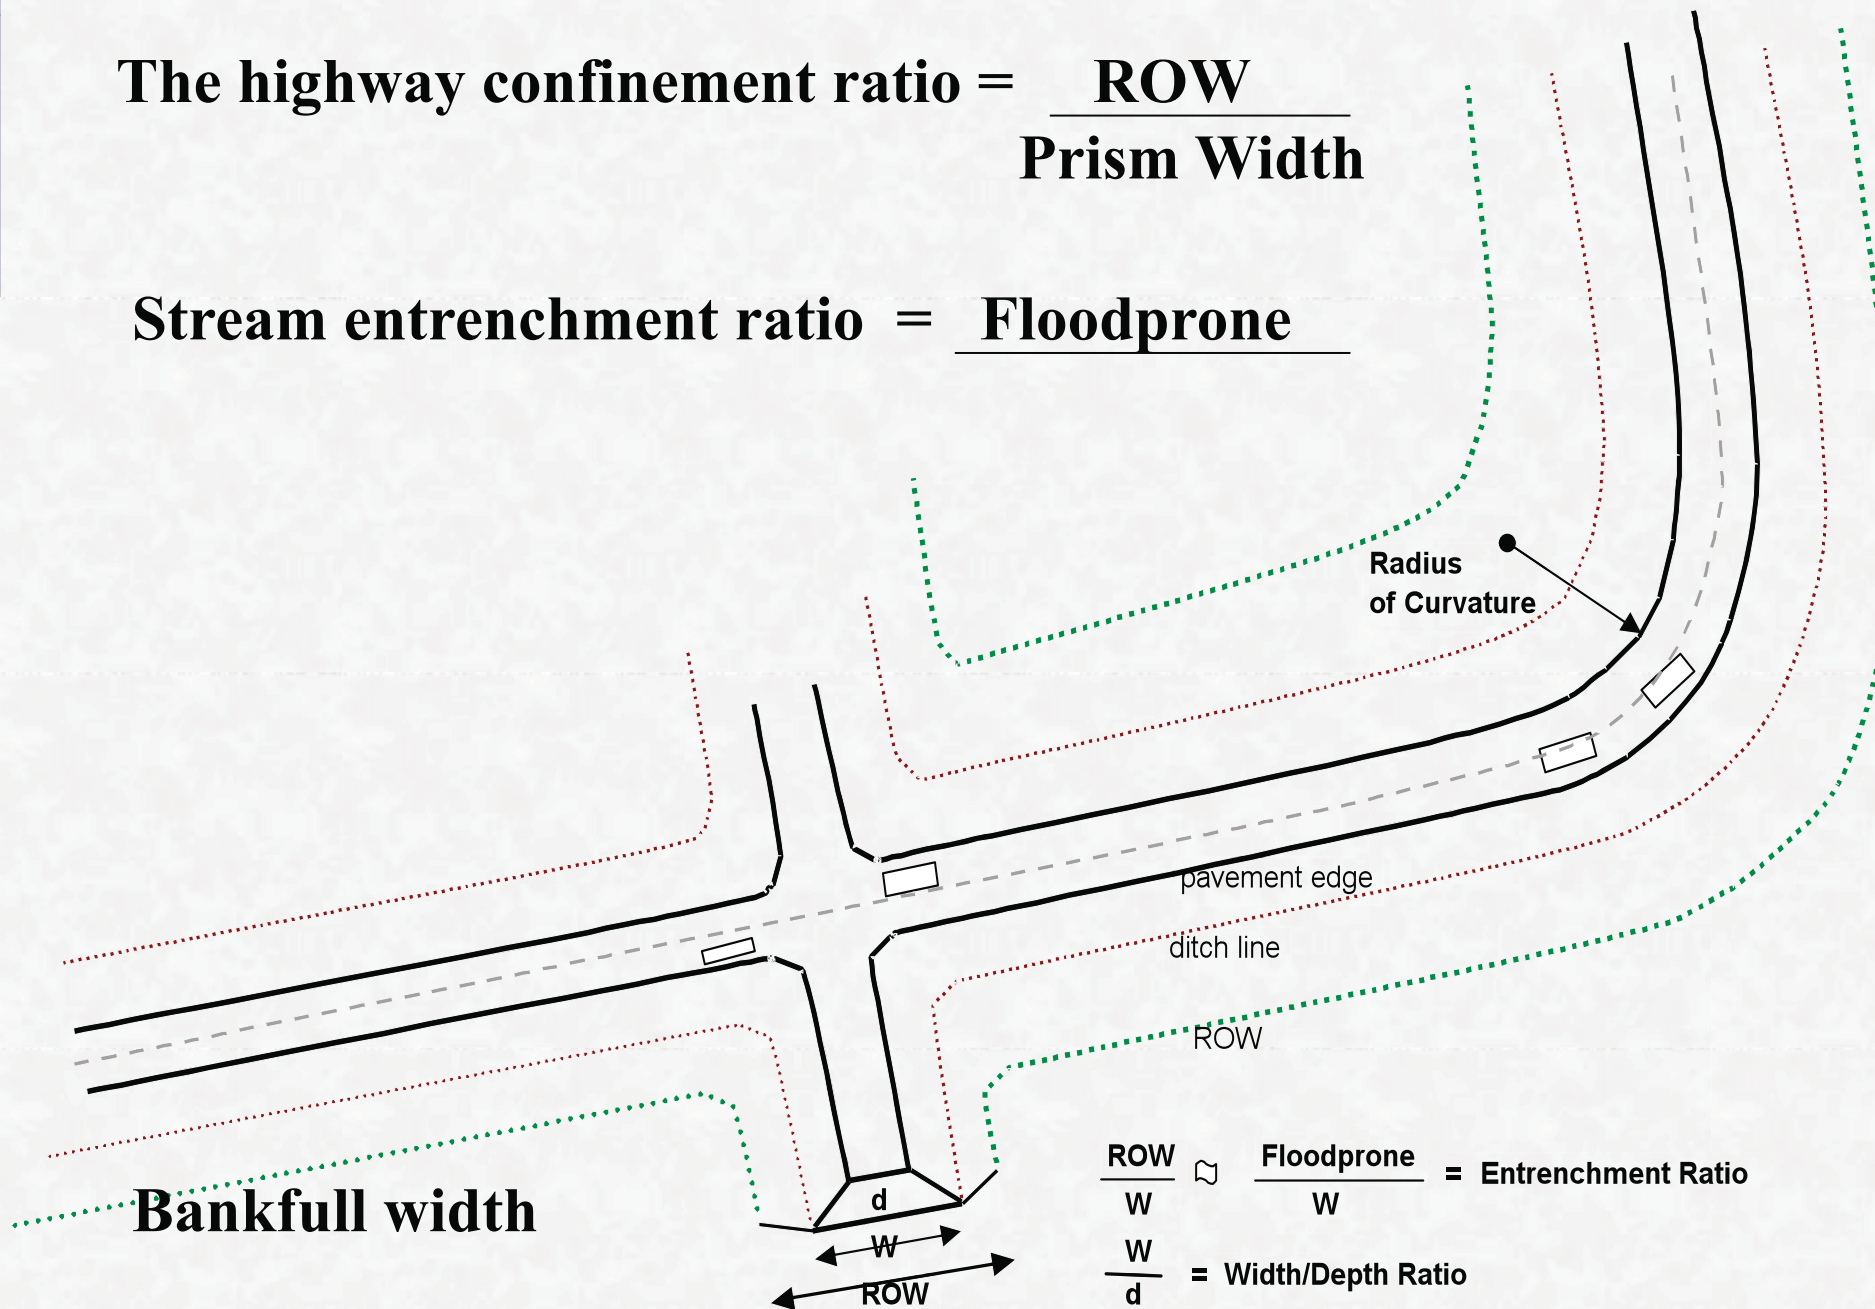 The highway confinement ratio = ROW
Prism Width
Stream entrenchment ratio = Floodprone
Radius
of Curvature
pavement edge
ditch line
ROW
Bankfull width
d
W
ROW
ROW ≈ Floodprone = Entrenchment Ratio
W W
W = Width/Depth Ratio
d